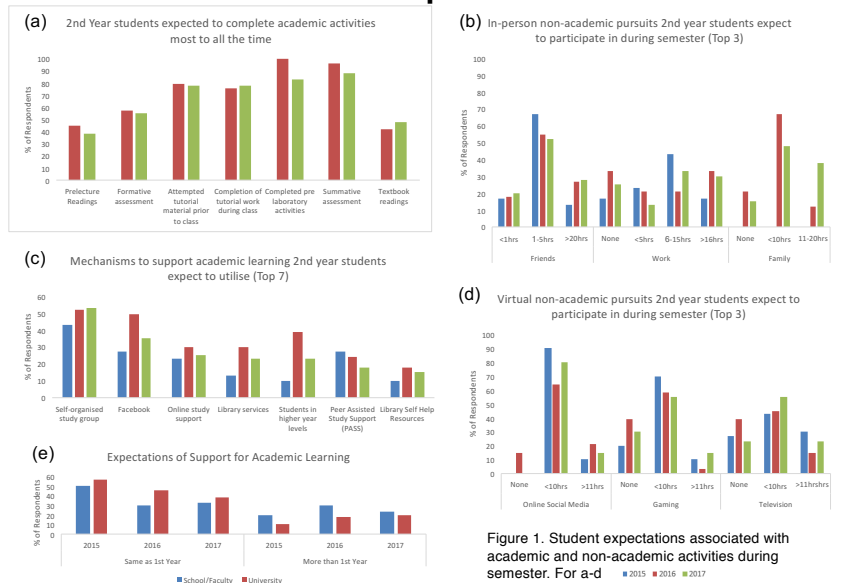 (a)
2nd Year students expected to complete academic activities
most to all the time
% of Respondents
100
90
80
70
60
50
40
30
20
10
0
Prelecture
Readings
Formative
assessment
Attempted
tutorial
material prior
to class
Completion of
tutorial work
during class
Completed pre
laboratory
activities
Summative
assessment
Textbook
readings
(b)
In-person non-academic pursuits 2nd year students expect
to participate in during semester (Top 3)
% of Respondents
100
90
80
70
60
50
40
30
20
10
0
<1hrs 1-5hrs >20hrs None <5hrs 6-15hrs >16hrs None <10hrs 11-20hrs
Friends Work Family
(c)
Mechanisms to support academic learning 2nd year students
expect to utilise (Top 7)
% of Respondents
60
50
40
30
20
10
0
Self-organised
study group
Facebook
Online study
support
Library services
Students in
higher year
levels
Peer Assisted
Study Support
(PASS)
Library Self Help
Resources
(d)
Virtual non-academic pursuits 2nd year students expect to
participate in during semester (Top 3)
% of Respondents
100
90
80
70
60
50
40
30
20
10
0
None <10hrs >11hrs None <10hrs >11hrs None <10hrs >11hrshrs
Online Social Media Gaming Television
(e)
Expectations of Support for Academic Learning
% of Respondents
60
50
40
30
20
10
0
2015 2016 2017 2015 2016 2017
Same as 1st Year More than 1st Year
School/Faculty University
Figure 1. Student expectations associated with
academic and non-academic activities during
semester. For a-d 2015 2016 2017